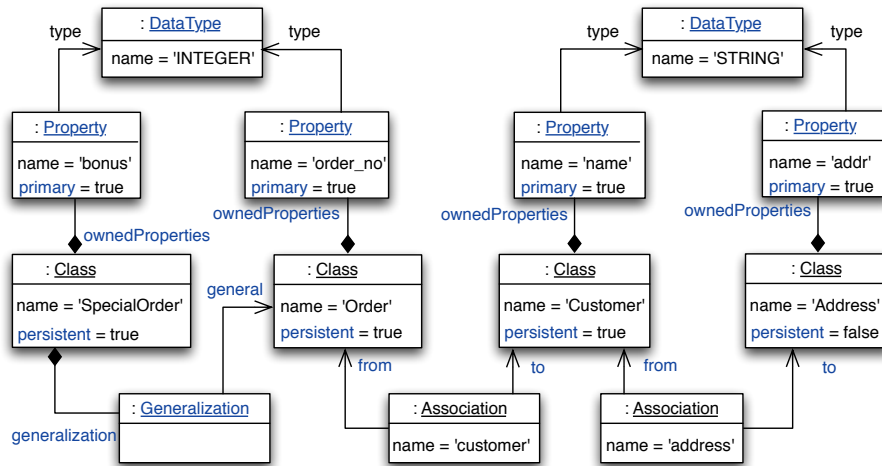 : DataType
: DataType
type
type
type
type
name = 'INTEGER'
name = 'STRING'
: Property
: Property
: Property
: Property
name = 'bonus'
name = 'order_no'
name = 'name'
name = 'addr'
primary = true
primary = true
primary = true
primary = true
ownedProperties
ownedProperties
ownedProperties
ownedProperties
: Class
: Class
: Class
: Class
general
name = 'SpecialOrder'
name = 'Order'
name = 'Customer'
name = 'Address'
persistent = true
persistent = true
persistent = true
persistent = false
from
to
from
to
: Generalization
: Association
: Association
generalization
name = 'customer'
name = 'address'